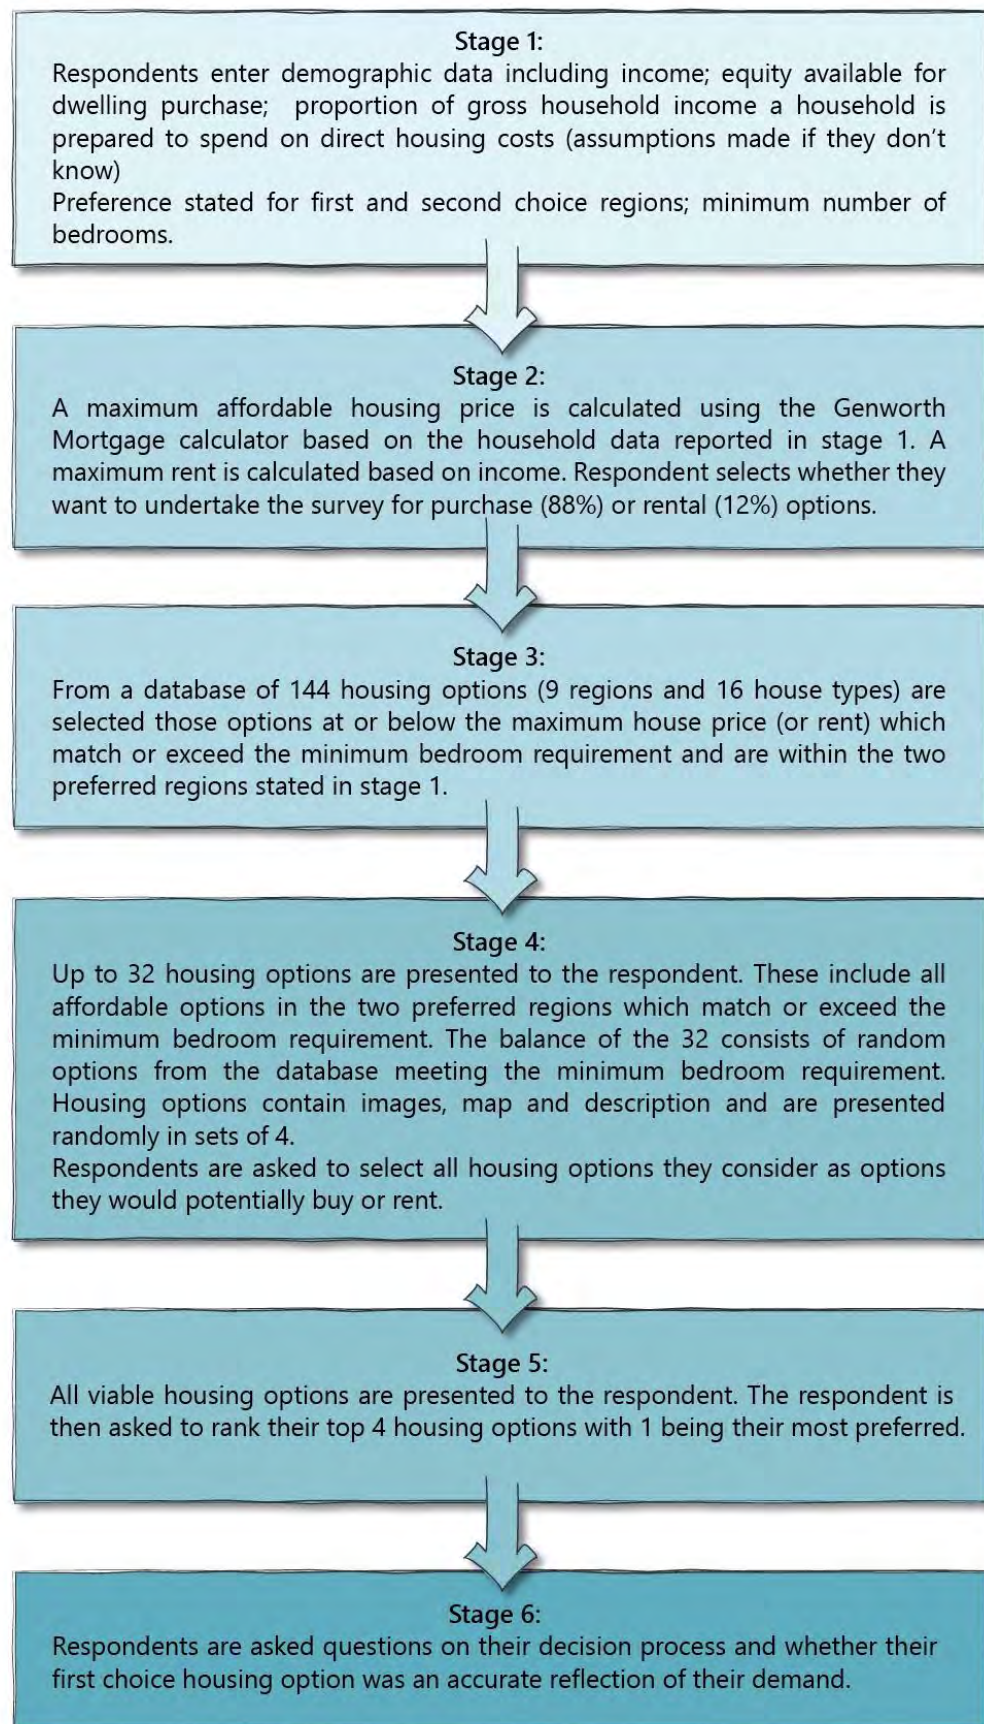 Stage 1:
Respondents enter demographic data including income; equity available for
dwelling purchase; proportion of gross household income a household is
prepared to spend on direct housing costs (assumptions made if they don't
know)
Preference stated for first and second choice regions; minimum number of
bedrooms.
Stage 2:
A maximum affordable housing price is calculated using the Genworth
Mortgage calculator based on the household data reported in stage 1. A
maximum rent is calculated based on income. Respondent selects whether they
want to undertake the survey for purchase (88%) or rental (12%) options.
Stage 3:
From a database of 144 housing options (9 regions and 16 house types) are
selected those options at or below the maximum house price (or rent) which
match or exceed the minimum bedroom requirement and are within the two
preferred regions stated in stage 1.
Stage 4:
Up to 32 housing options are presented to the respondent. These include all
affordable options in the two preferred regions which match or exceed the
minimum bedroom requirement. The balance of the 32 consists of random
options from the database meeting the minimum bedroom requirement.
Housing options contain images, map and description and are presented
randomly in sets of 4.
Respondents are asked to select all housing options they consider as options
they would potentially buy or rent.
Stage 5:
All viable housing options are presented to the respondent. The respondent is
then asked to rank their top 4 housing options with 1 being their most preferred.
Stage 6:
Respondents are asked questions on their decision process and whether their
first choice housing option was an accurate reflection of their demand.